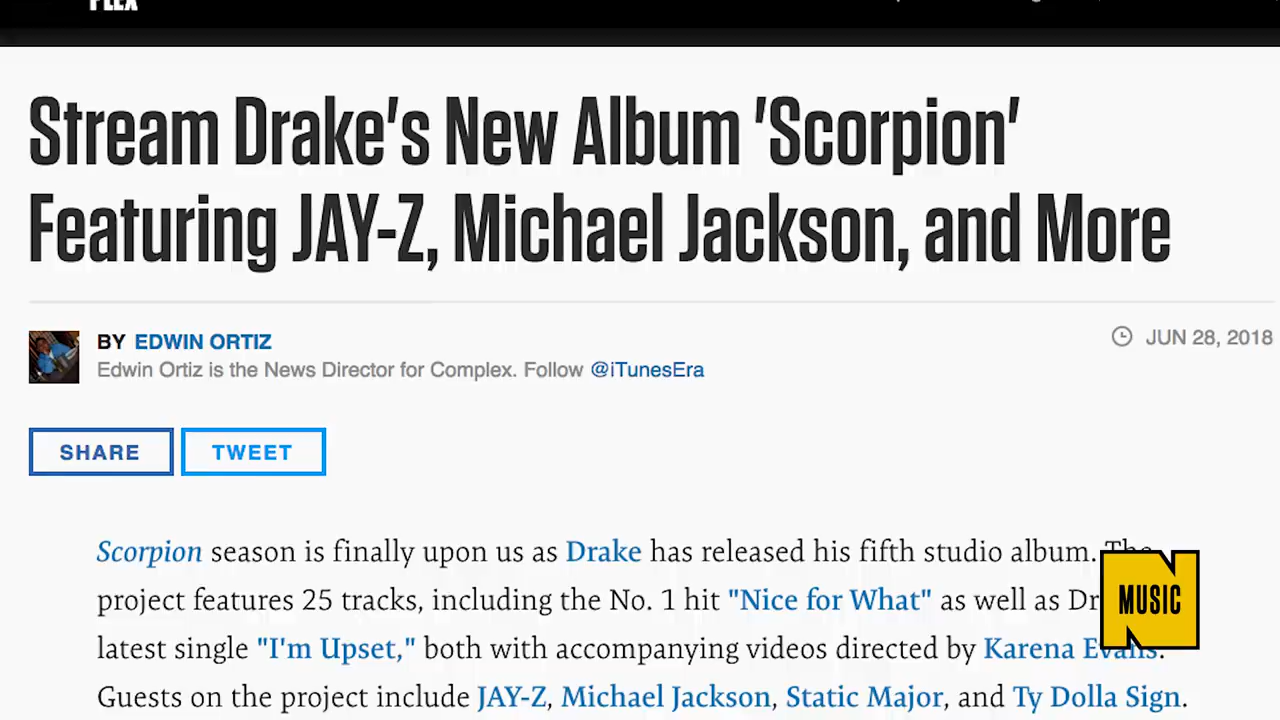 Stream Drake's New Album 'Scorpion'
Featuring JAY-Z, Michael Jackson, and More
BY EDWIN ORTIZ
JUN 28, 2018
Edwin Ortiz is the News Director for Complex. Follow @iTunesEra
SHARE TWEET
Scorpion season is finally upon us as Drake has released his fifth studio album. The
project features 25 tracks, including the No. 1 hit "Nice for What" as well as Dr
latest single "I'm Upset," both with accompanying videos directed by Karena Evans.
Guests on the project include JAY-Z, Michael Jackson, Static Major, and Ty Dolla Sign.
MUSIC